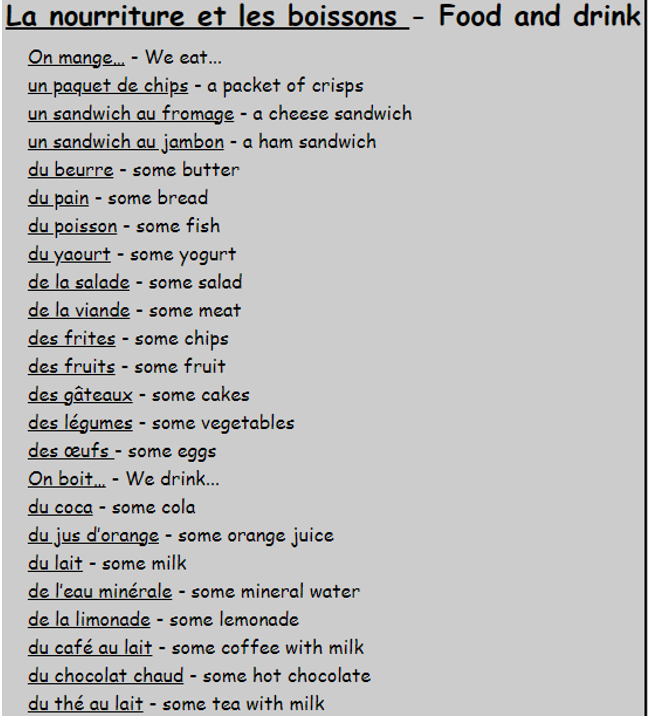 La nourriture et les boissons - Food and drink
On mange... - We eat...
un paquet de chips - a packet of crisps
un sandwich au fromage - a cheese sandwich
un sandwich au jambon - a ham sandwich
du beurre - some butter
du pain - some bread
du poisson - some fish
du yaourt - some yogurt
de la salade - some salad
de la viande - some meat
des frites - some chips
des fruits - some fruit
des gâteaux - some cakes
des légumes - some vegetables
des œufs - some eggs
On boit... - We drink...
du coca - some cola
du jus d'orange - some orange juice
du lait - some milk
de l'eau minérale - some mineral water
de la limonade - some lemonade
du café au lait - some coffee with milk
du chocolat chaud - some hot chocolate
du thé au lait - some tea with milk